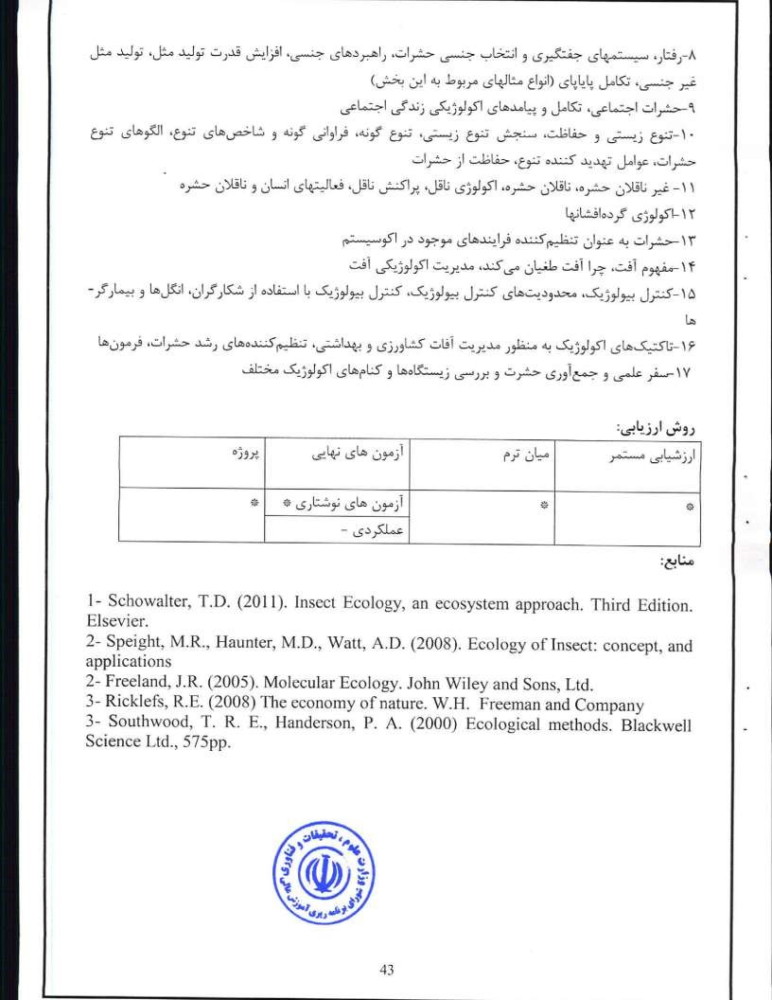 ۸-رفتار، سیستمهای جفتگیری و انتخاب جنسی حشرات، راهبردهای جنسی، افزایش قدرت تولید مثل، تولید مثل
غیر جنسی، تکامل پایاپای (انواع مثالهای مربوط به این بخش)
۹-حشرات اجتماعی، تکامل و پیامدهای اکولوژیکی زندگی اجتماعی
۱۰-تنوع زیستی و حفاظت، سنجش تنوع زیستی، تنوع گونه، فراوانی گونه و شاخص‌های تنوع، الگوهای تنوع
حشرات، عوامل تهدید کننده تنوع، حفاظت از حشرات
۱۱- غیر ناقلان حشره، ناقلان حشره، اکولوژی ناقل، پراکنش ناقل، فعالیتهای انسان و ناقلان حشره
۱۲-اکولوژی گرده‌افشانها
۱۳-حشرات به عنوان تنظیم‌کننده فرایندهای موجود در اکوسیستم
۱۴-مفهوم آفت، چرا آفت طغیان می‌کند، مدیریت اکولوژیکی آفت
۱۵-کنترل بیولوژیک، محدودیت‌های کنترل بیولوژیک، کنترل بیولوژیک با استفاده از شکارگران، انگل‌ها و بیمارگر-
ها
۱۶-تاکتیک‌های اکولوژیک به منظور مدیریت آفات کشاورزی و بهداشتی، تنظیم‌کننده‌های رشد حشرات، فرمون‌ها
۱۷-سفر علمی و جمع‌آوری حشرت و بررسی زیستگاه‌ها و کنام‌های اکولوژیک مختلف
روش ارزیابی:
ارزشیابی مستمر میان ترم آزمون های نهایی پروژه
* * آزمون های نوشتاری * *
عملکردی -
منابع:
1- Schowalter, T.D. (2011). Insect Ecology, an ecosystem approach. Third Edition.
Elsevier.
2- Speight, M.R., Haunter, M.D., Watt, A.D. (2008). Ecology of Insect: concept, and
applications
2- Freeland, J.R. (2005). Molecular Ecology. John Wiley and Sons, Ltd.
3- Ricklefs, R.E. (2008) The economy of nature. W.H. Freeman and Company
3- Southwood, T. R. E., Handerson, P. A. (2000) Ecological methods. Blackwell
Science Ltd., 575pp.
وزارت علوم، تحقیقات و فناوری
شورای برنامه ریزی آموزش عالی
43